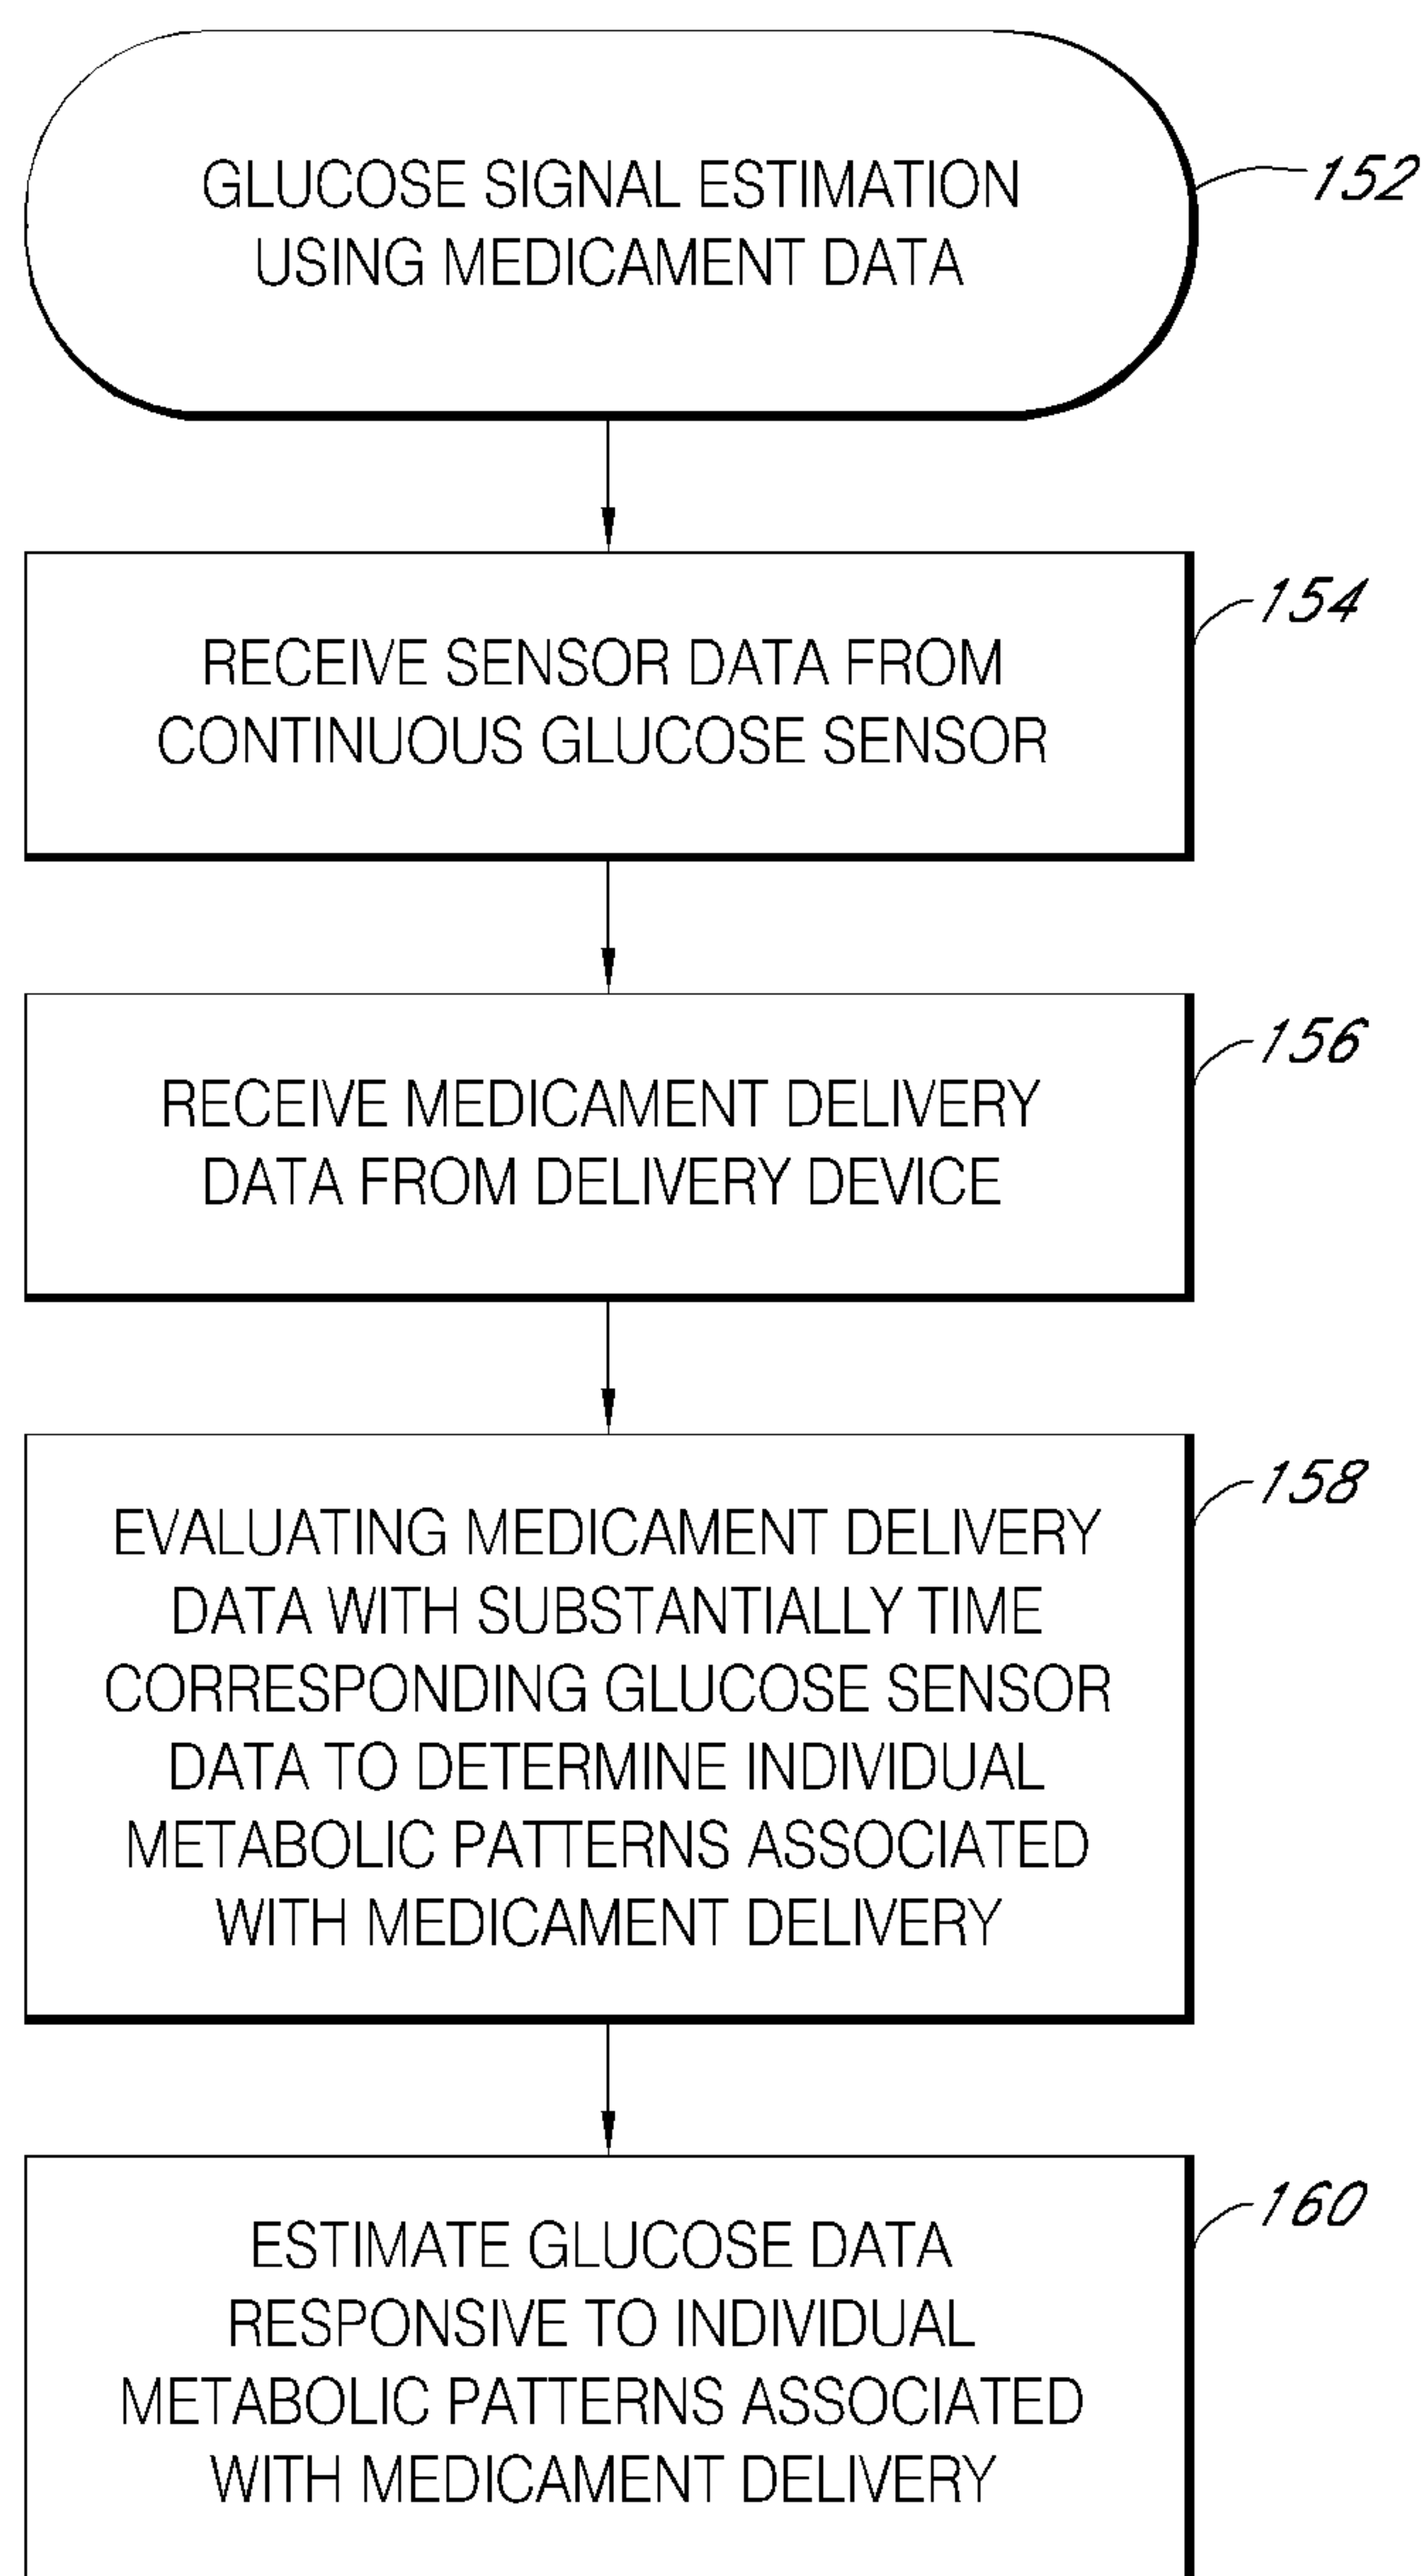 GLUCOSE SIGNAL ESTIMATION
USING MEDICAMENT DATA
152
RECEIVE SENSOR DATA FROM
CONTINUOUS GLUCOSE SENSOR
154
RECEIVE MEDICAMENT DELIVERY
DATA FROM DELIVERY DEVICE
156
EVALUATING MEDICAMENT DELIVERY
DATA WITH SUBSTANTIALLY TIME
CORRESPONDING GLUCOSE SENSOR
DATA TO DETERMINE INDIVIDUAL
METABOLIC PATTERNS ASSOCIATED
WITH MEDICAMENT DELIVERY
158
ESTIMATE GLUCOSE DATA
RESPONSIVE TO INDIVIDUAL
METABOLIC PATTERNS ASSOCIATED
WITH MEDICAMENT DELIVERY
160